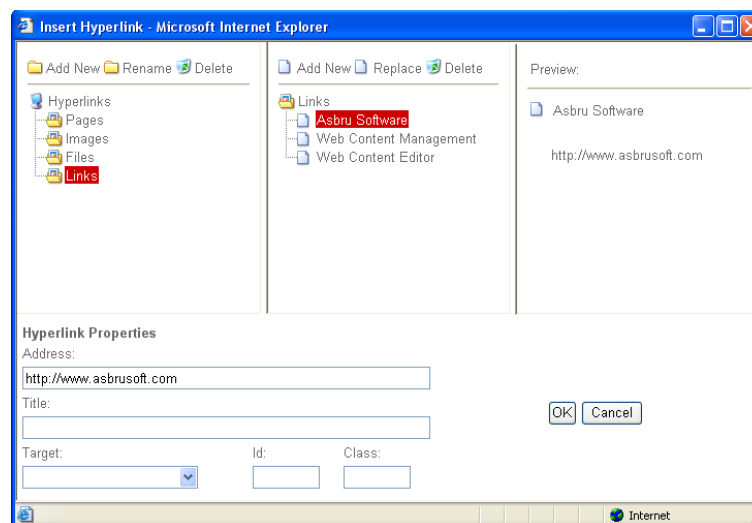 Insert Hyperlink - Microsoft Internet Explorer
Add New Rename Delete
Hyperlinks
Pages
Images
Files
Links
Add New Replace Delete
Links
Asbru Software
Web Content Management
Web Content Editor
Preview:
Asbru Software
http://www.asbrusoft.com
Hyperlink Properties
Address:
http://www.asbrusoft.com
Title:
OK Cancel
Target: Id: Class:
Internet